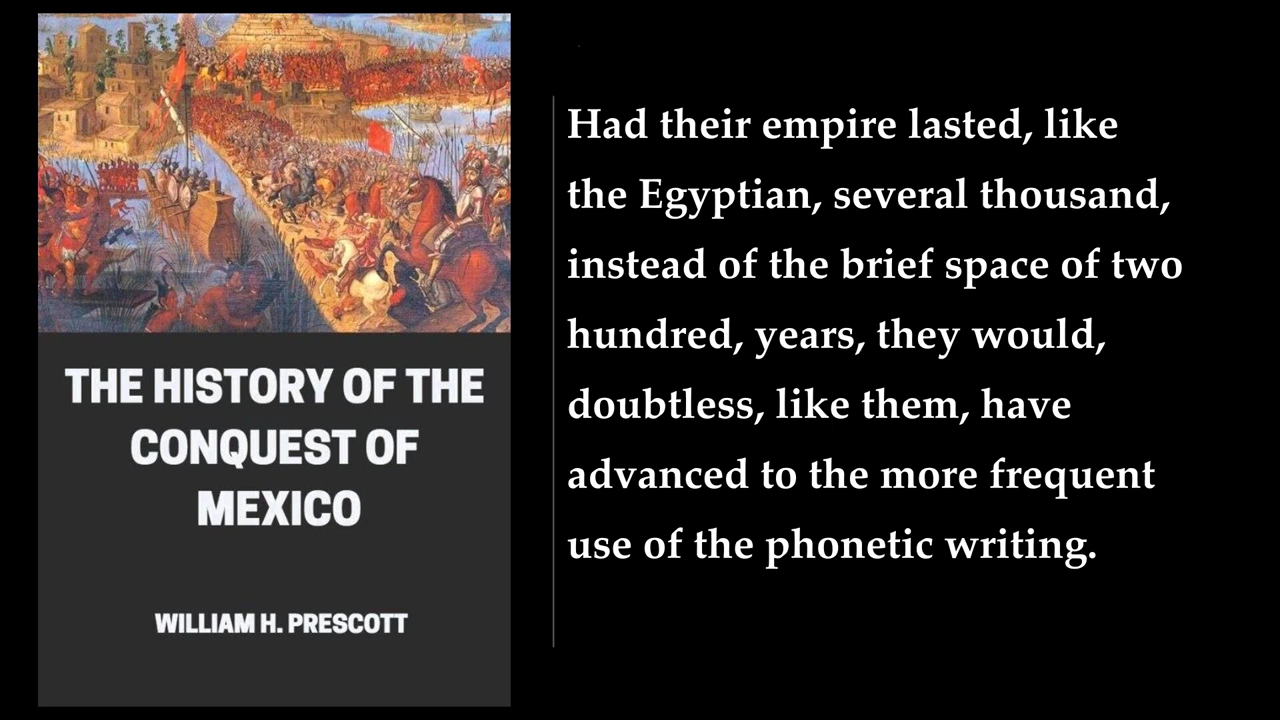 THE HISTORY OF THE
CONQUEST OF
MEXICO
WILLIAM H. PRESCOTT
Had their empire lasted, like
the Egyptian, several thousand,
instead of the brief space of two
hundred, years, they would,
doubtless, like them, have
advanced to the more frequent
use of the phonetic writing.